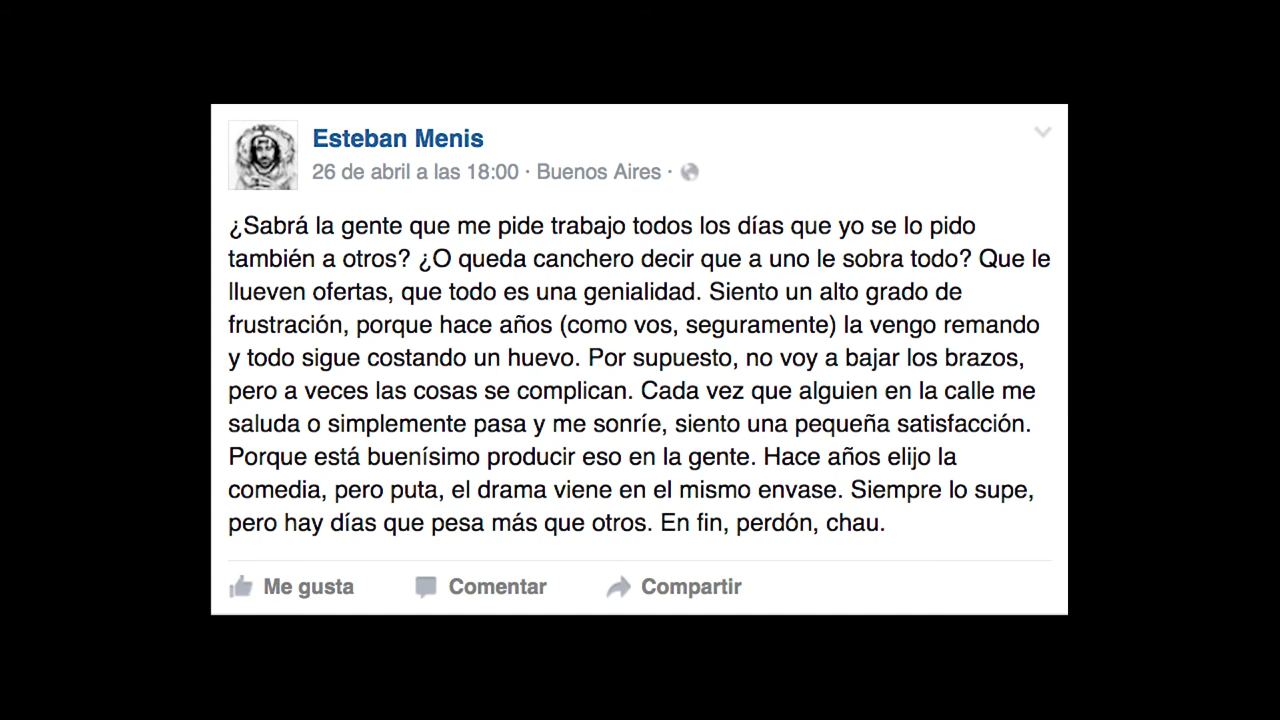 Esteban Menis
26 de abril a las 18:00 · Buenos Aires ·
¿Sabrá la gente que me pide trabajo todos los días que yo se lo pido
también a otros? ¿O queda canchero decir que a uno le sobra todo? Que le
llueven ofertas, que todo es una genialidad. Siento un alto grado de
frustración, porque hace años (como vos, seguramente) la vengo remando
y todo sigue costando un huevo. Por supuesto, no voy a bajar los brazos,
pero a veces las cosas se complican. Cada vez que alguien en la calle me
saluda o simplemente pasa y me sonríe, siento una pequeña satisfacción.
Porque está buenísimo producir eso en la gente. Hace años elijo la
comedia, pero puta, el drama viene en el mismo envase. Siempre lo supe,
pero hay días que pesa más que otros. En fin, perdón, chau.
Me gusta Comentar Compartir